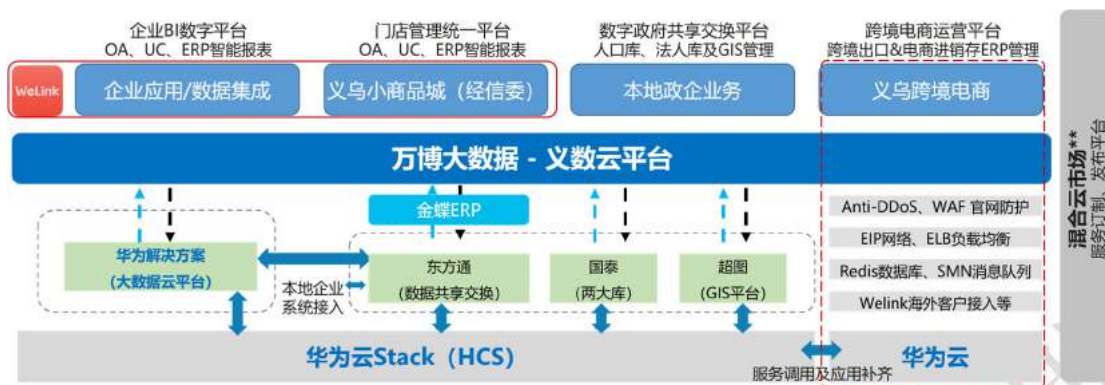 企业BI数字平台
OA、UC、ERP智能报表
门店管理统一平台
OA、UC、ERP智能报表
数字政府共享交换平台
人口库、法人库及GIS管理
跨境电商运营平台
跨境出口&电商进销存ERP管理
WeLink
企业应用/数据集成
义乌小商品城（经信委）
本地政企业务
义乌跨境电商
万博大数据 - 义数云平台
金蝶ERP
华为解决方案
(大数据云平台)
本地企业
系统接入
东方通
(数据共享交换)
国泰
(两大库)
超图
(GIS平台)
Anti-DDoS、WAF 官网防护
EIP网络、ELB负载均衡
Redis数据库、SMN消息队列
Welink海外客户接入等
华为云Stack（HCS）
华为云
服务调用及应用补齐
混合云市场**
服务订制、发布平台